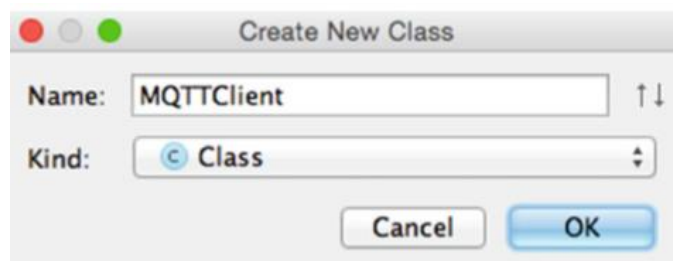 Create New Class
Name: MQTTClient ↑↓
Kind: C Class
Cancel OK